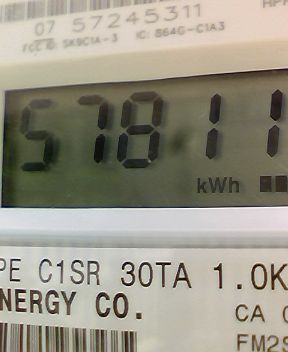 07 57245311
FCC ID: SK9C1A-3 IC: 864G-C1A3
57811
kWh
PE C1SR 30TA 1.0K
NERGY CO.
CA
FM2S